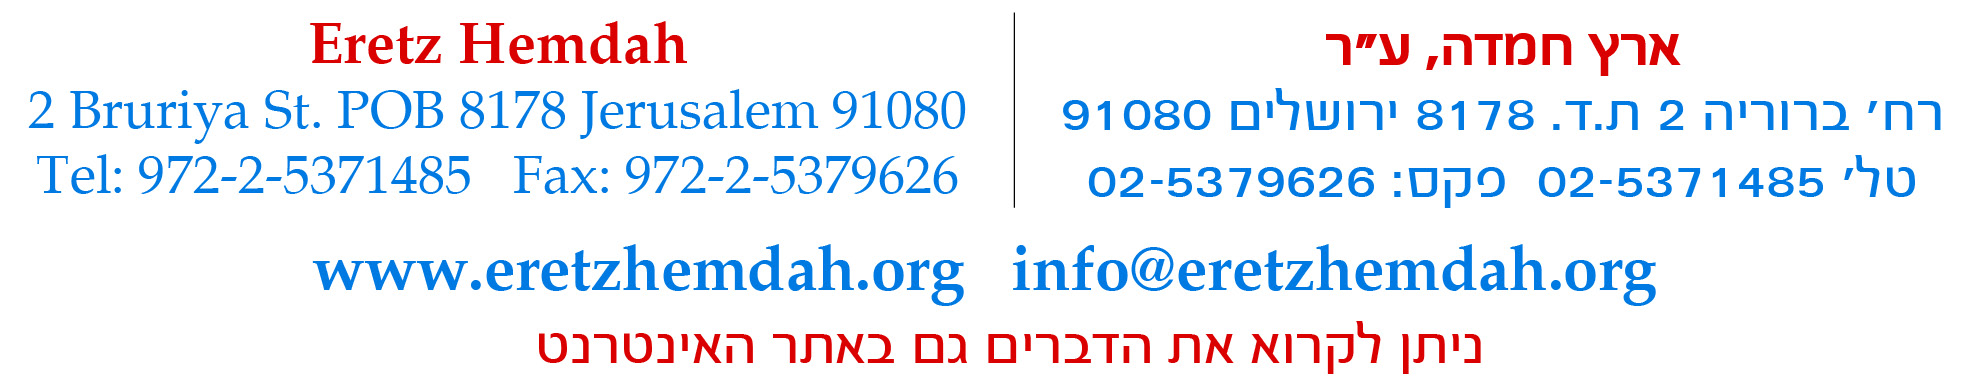 Eretz Hemdah
2 Bruriya St. POB 8178 Jerusalem 91080
Tel: 972-2-5371485 Fax: 972-2-5379626
ארץ חמדה, ע״ר
רח׳ ברוריה 2 ת.ד. 8178 ירושלים 91080
טל׳ 02-5371485 פקס: 02-5379626
www.eretzhemdah.org info@eretzhemdah.org
ניתן לקרוא את הדברים גם באתר האינטרנט